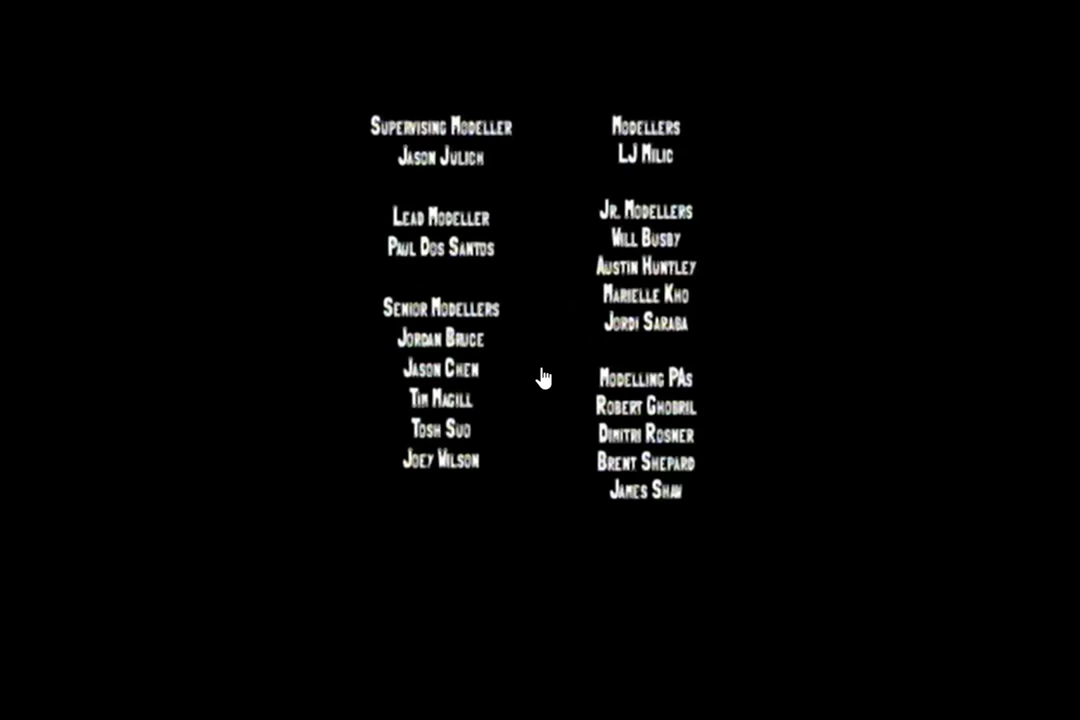 Supervising Modeller
Jason Julich
Lead Modeller
Paul Dos Santos
Senior Modellers
Jordan Bruce
Jason Chen
Tim Magill
Tosh Suo
Joey Wilson
Modellers
LJ Milic
Jr. Modellers
Will Busby
Austin Huntley
Marielle Kho
Jordi Saraba
Modelling PAs
Robert Ghobril
Dimitri Rosner
Brent Shepard
James Shaw